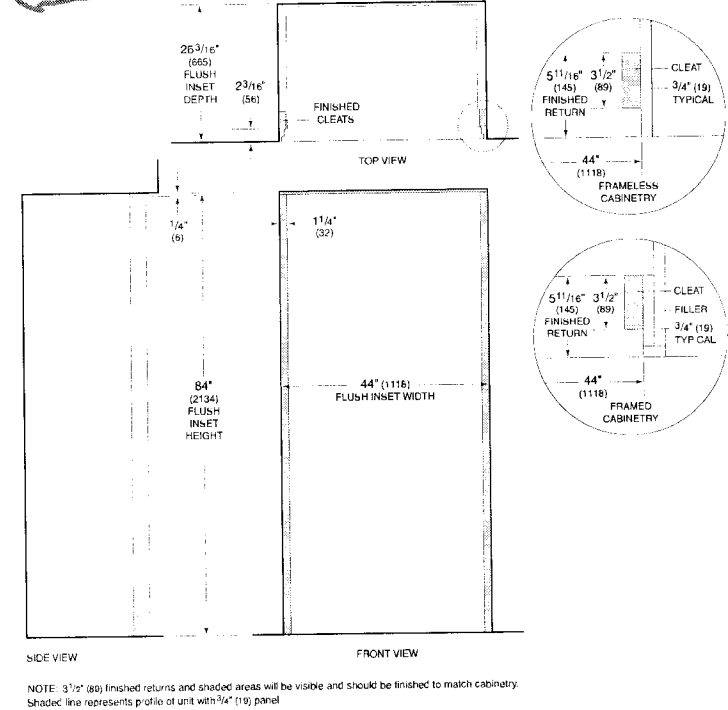 26 3/16"
(665)
FLUSH
INSET
DEPTH
2 3/16"
(56)
FINISHED
CLEATS
TOP VIEW
5 11/16"
(145)
FINISHED
RETURN
3 1/2"
(89)
CLEAT
3/4" (19)
TYPICAL
44"
(1118)
FRAMELESS
CABINETRY
1/4"
(6)
1 1/4"
(32)
5 11/16"
(145)
FINISHED
RETURN
3 1/2"
(89)
CLEAT
FILLER
3/4" (19)
TYP CAL
44"
(1118)
FRAMED
CABINETRY
84"
(2134)
FLUSH
INSET
HEIGHT
44" (1118)
FLUSH INSET WIDTH
SIDE VIEW
FRONT VIEW
NOTE: 3 1/2" (89) finished returns and shaded areas will be visible and should be finished to match cabinetry.
Shaded line represents profile of unit with 3/4" (19) panel